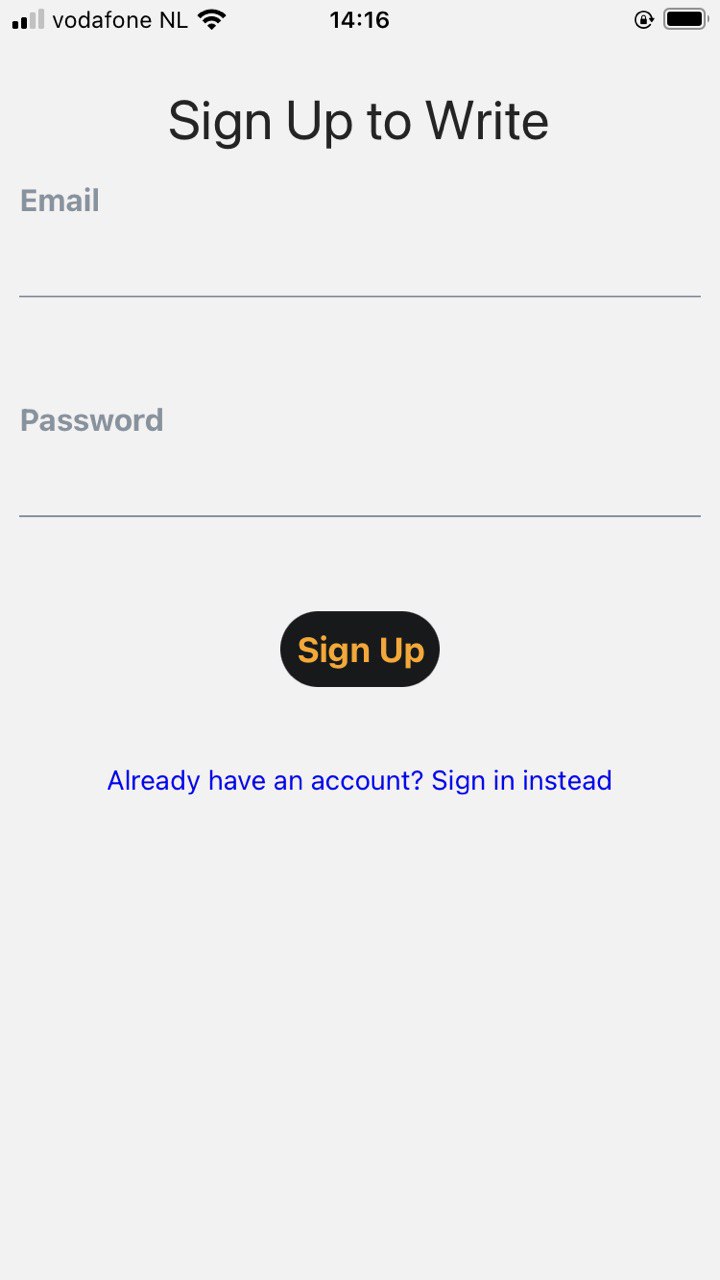 vodafone NL 14:16
Sign Up to Write
Email
Password
Sign Up
Already have an account? Sign in instead